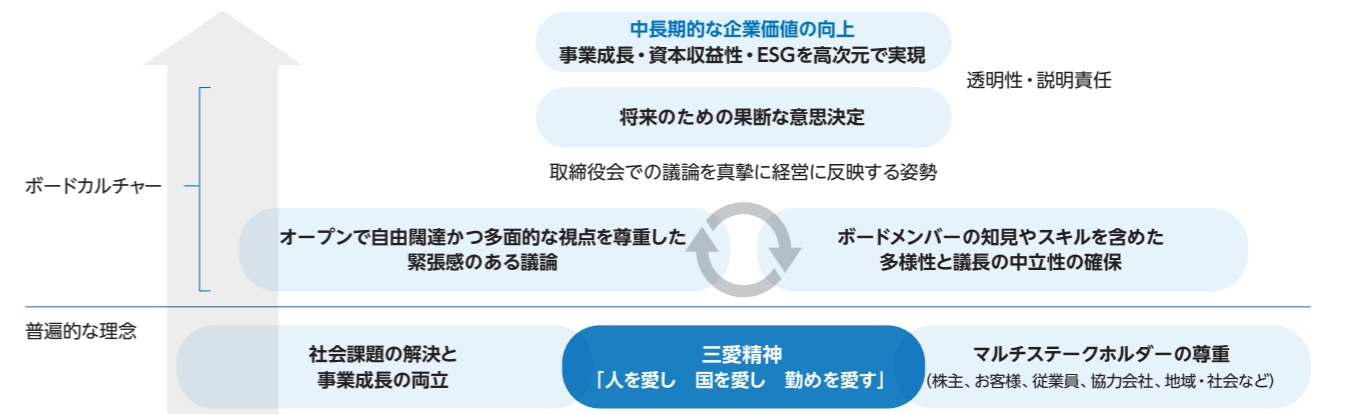 中長期的な企業価値の向上
事業成長・資本収益性・ESGを高次元で実現
透明性・説明責任
将来のための果断な意思決定
取締役会での議論を真摯に経営に反映する姿勢
ボードカルチャー
オープンで自由闊達かつ多面的な視点を尊重した
緊張感のある議論
ボードメンバーの知見やスキルを含めた
多様性と議長の中立性の確保
普遍的な理念
社会課題の解決と
事業成長の両立
三愛精神
「人を愛し　国を愛し　勤めを愛す」
マルチステークホルダーの尊重
（株主、お客様、従業員、協力会社、地域・社会など）